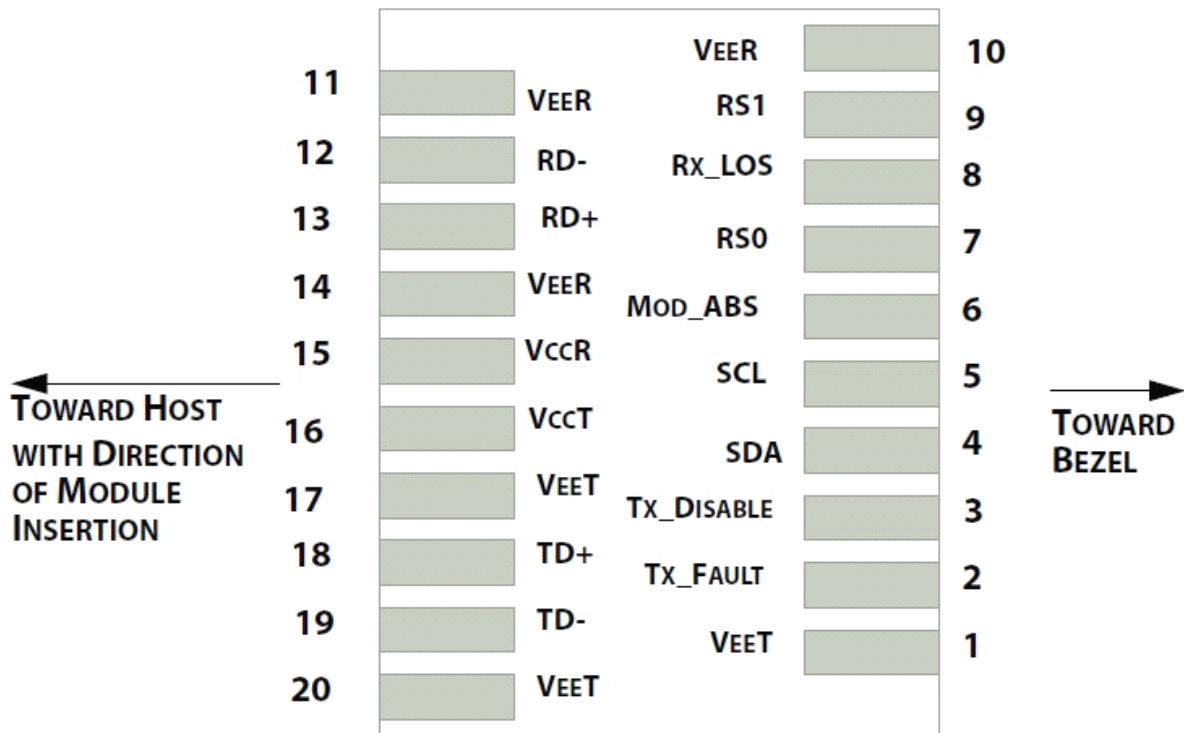 11
VEER
12
RD-
13
RD+
14
VEER
15
VCCR
16
VCCT
17
VEET
18
TD+
19
TD-
20
VEET
TOWARD HOST
WITH DIRECTION
OF MODULE
INSERTION
VEER
10
RS1
9
RX_LOS
8
RS0
7
MOD_ABS
6
SCL
5
SDA
4
TX_DISABLE
3
TX_FAULT
2
VEET
1
TOWARD
BEZEL